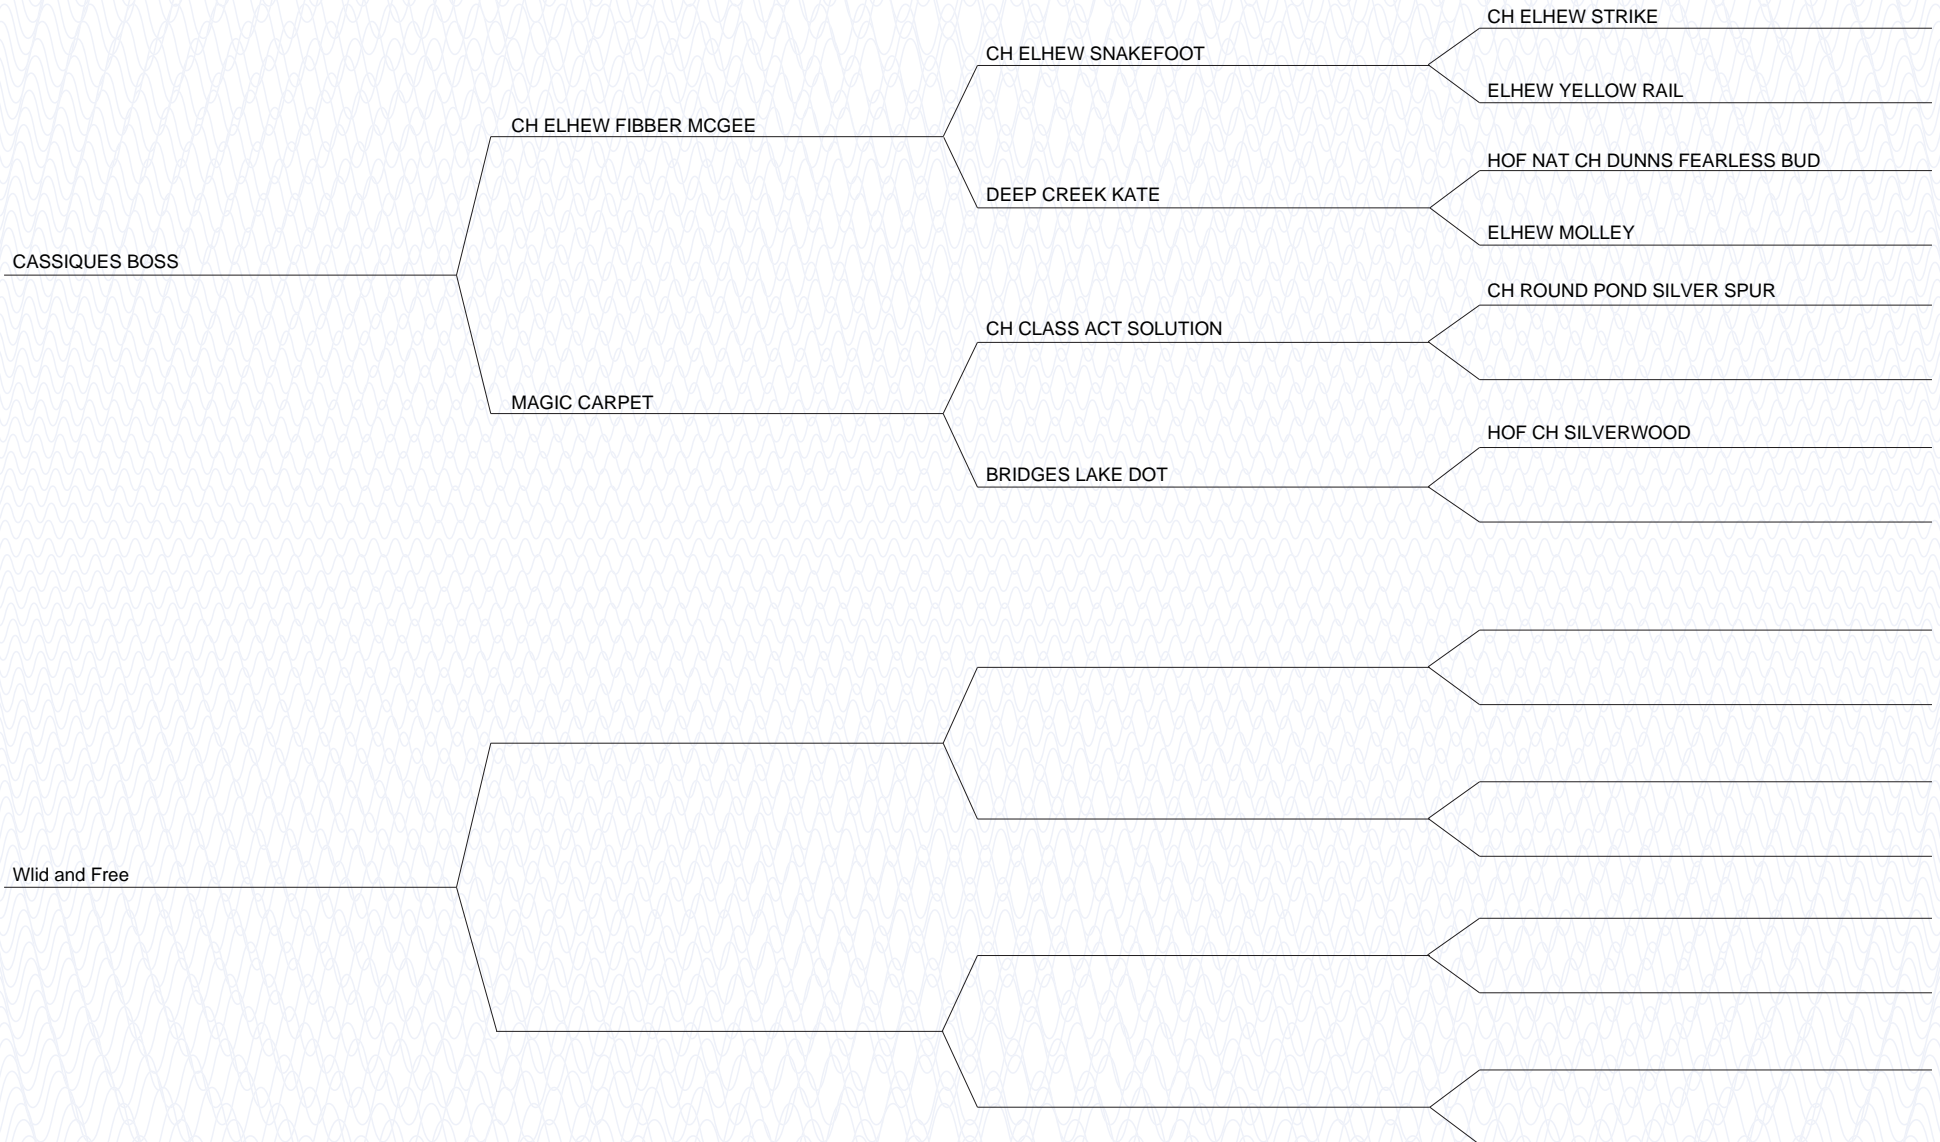 CH ELHEW STRIKE
CH ELHEW SNAKEFOOT
ELHEW YELLOW RAIL
CH ELHEW FIBBER MCGEE
HOF NAT CH DUNNS FEARLESS BUD
DEEP CREEK KATE
ELHEW MOLLEY
CASSIQUES BOSS
CH ROUND POND SILVER SPUR
CH CLASS ACT SOLUTION
MAGIC CARPET
HOF CH SILVERWOOD
BRIDGES LAKE DOT
Wlid and Free